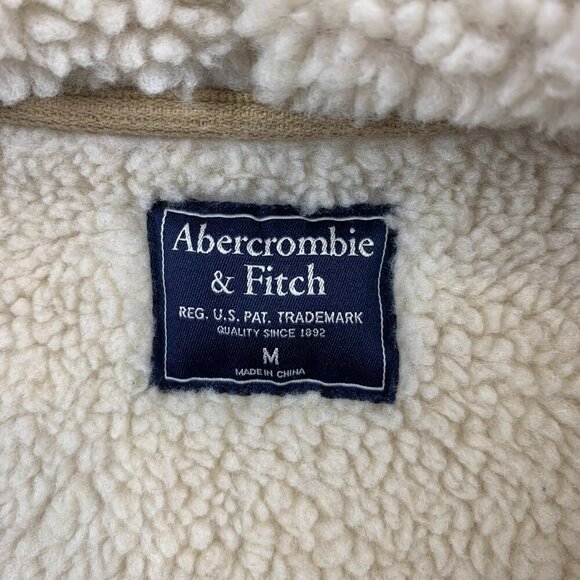 Abercrombie
& Fitch
REG. U.S. PAT. TRADEMARK
QUALITY SINCE 1892
M
MADE IN CHINA